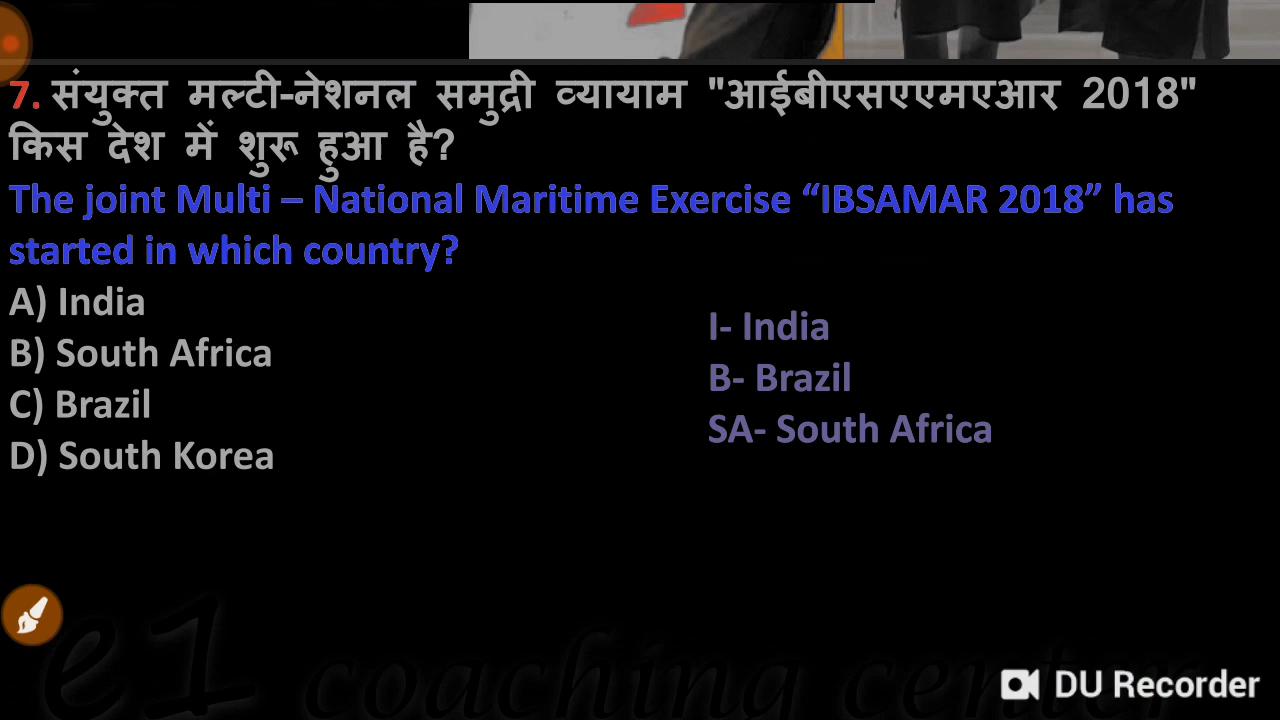 7. संयुक्त मल्टी-नेशनल समुद्री व्यायाम "आईबीएसएएमएआर 2018"
किस देश में शुरू हुआ है?
The joint Multi – National Maritime Exercise “IBSAMAR 2018” has
started in which country?
A) India
B) South Africa
C) Brazil
D) South Korea
I- India
B- Brazil
SA- South Africa
e1 coaching center
DU Recorder